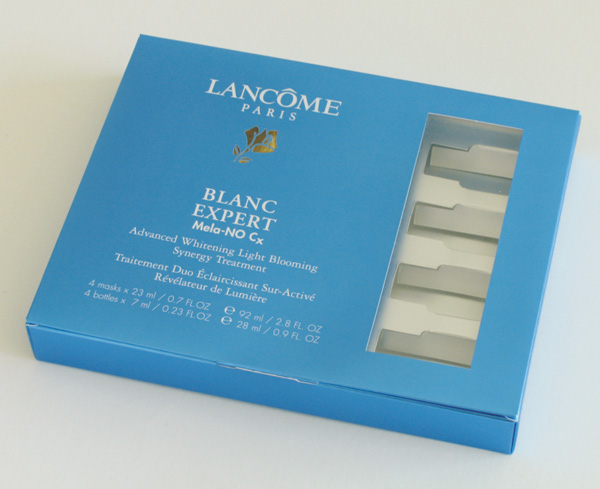 LANCÔME
PARIS
BLANC
EXPERT
Mela-NO Cx
Advanced Whitening Light Blooming
Synergy Treatment
Traitement Duo Éclaircissant Sur-Activé
Révélateur de Lumière
4 masks x 23 ml / 0.7 FL.OZ ℮ 92 ml / 2.8 FL. OZ
4 bottles x 7 ml / 0.23 FL.OZ ℮ 28 ml / 0.9 FL. OZ